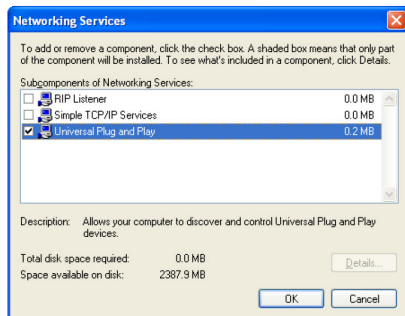 Networking Services
To add or remove a component, click the check box. A shaded box means that only part
of the component will be installed. To see what's included in a component, click Details.
Subcomponents of Networking Services:
RIP Listener 0.0 MB
Simple TCP/IP Services 0.0 MB
Universal Plug and Play 0.2 MB
Description: Allows your computer to discover and control Universal Plug and Play
devices.
Total disk space required: 0.0 MB
Details...
Space available on disk: 2387.9 MB
OK Cancel